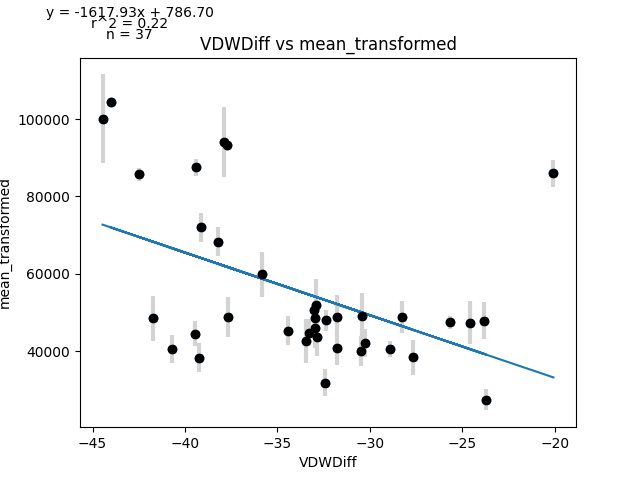 y = -1617.93x + 786.70
r^2 = 0.22
n = 37
VDWDiff vs mean_transformed
100000
80000
60000
40000
mean_transformed
−45
−40
−35
−30
−25
−20
VDWDiff